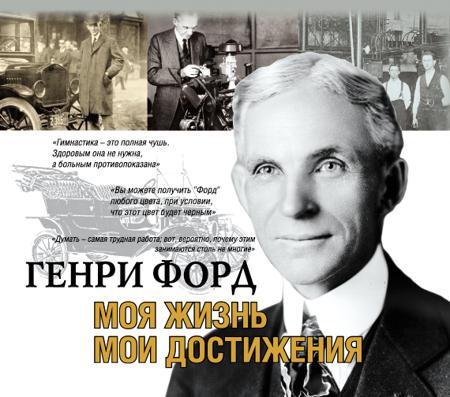 «Гимнастика – это полная чушь.
Здоровым она не нужна,
а больным противопоказана»
«Вы можете получить "Форд"
любого цвета, при условии,
что этот цвет будет черным»
«Думать – самая трудная работа; вот, вероятно, почему этим
занимаются столь не многие»
ГЕНРИ ФОРД
МОЯ ЖИЗНЬ
МОИ ДОСТИЖЕНИЯ